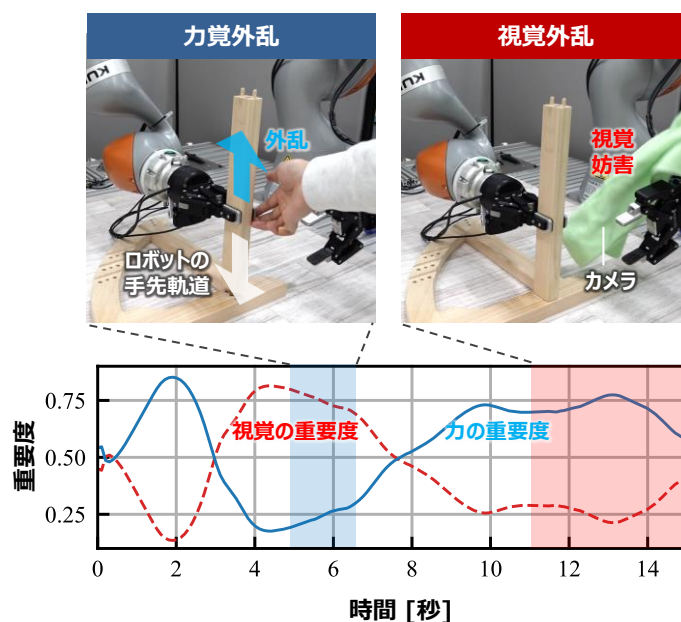 力覚外乱
視覚外乱
外乱
ロボットの
手先軌道
視覚
妨害
カメラ
重要度
0.75
0.50
0.25
視覚の重要度
力の重要度
0
2
4
6
8
10
12
14
時間 [秒]